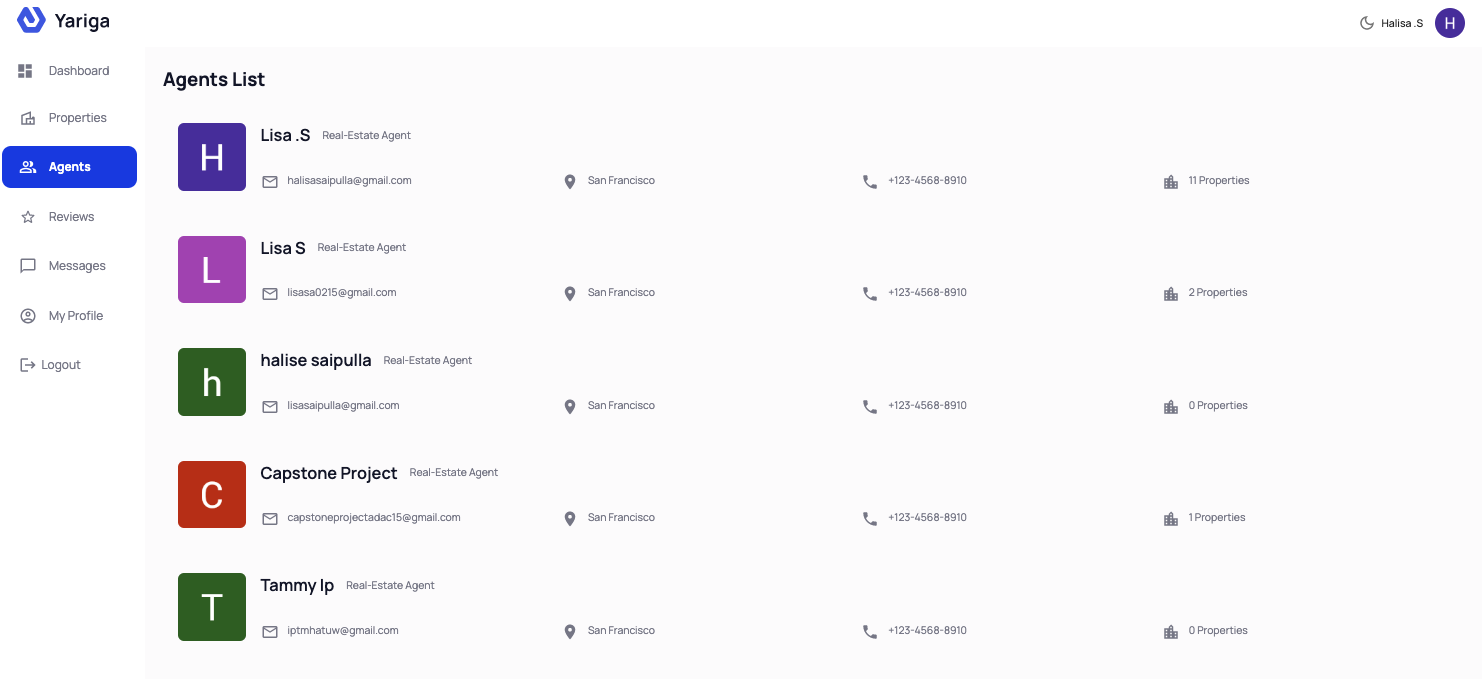 Yariga
Halisa .S H
Dashboard
Properties
Agents
Reviews
Messages
My Profile
Logout
Agents List
H
Lisa .S Real-Estate Agent
halisasaipulla@gmail.com San Francisco +123-4568-8910 11 Properties
L
Lisa S Real-Estate Agent
lisasa0215@gmail.com San Francisco +123-4568-8910 2 Properties
h
halise saipulla Real-Estate Agent
lisasaipulla@gmail.com San Francisco +123-4568-8910 0 Properties
C
Capstone Project Real-Estate Agent
capstoneprojectadac15@gmail.com San Francisco +123-4568-8910 1 Properties
T
Tammy Ip Real-Estate Agent
iptmhatuw@gmail.com San Francisco +123-4568-8910 0 Properties